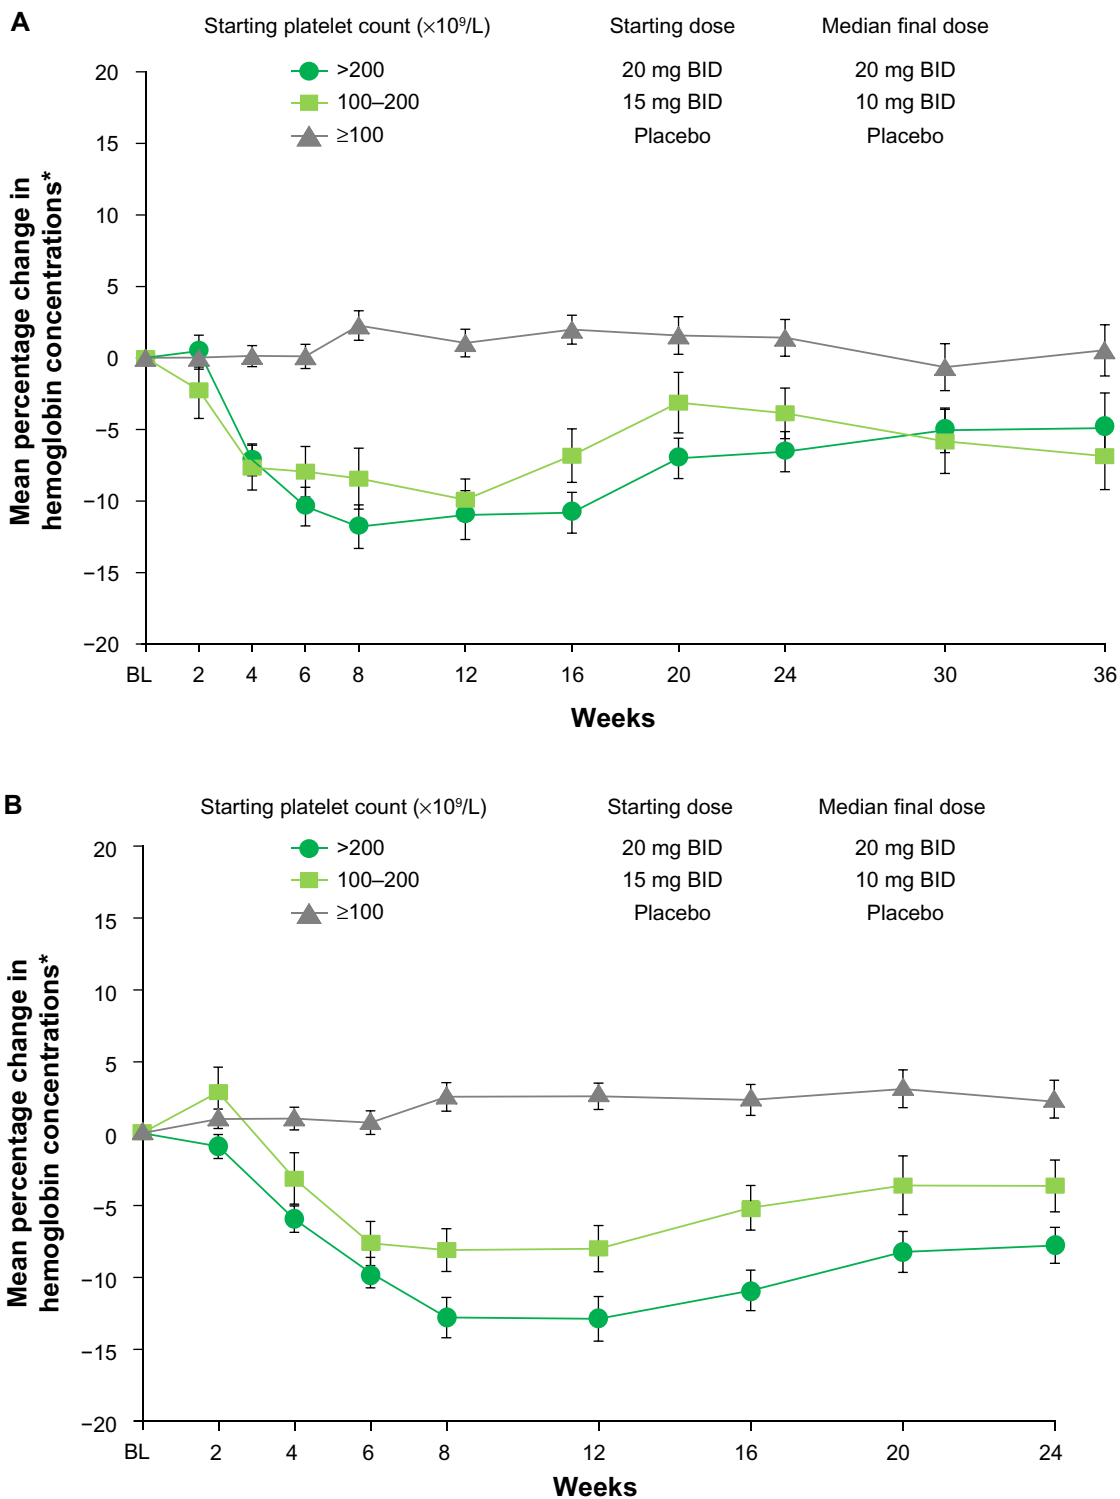 A
Starting platelet count (×10⁹/L) Starting dose Median final dose
>200 20 mg BID 20 mg BID
100–200 15 mg BID 10 mg BID
≥100 Placebo Placebo
Mean percentage change in
hemoglobin concentrations*
20
15
10
5
0
−5
−10
−15
−20
BL 2 4 6 8 12 16 20 24 30 36
Weeks
B
Starting platelet count (×10⁹/L) Starting dose Median final dose
>200 20 mg BID 20 mg BID
100–200 15 mg BID 10 mg BID
≥100 Placebo Placebo
Mean percentage change in
hemoglobin concentrations*
20
15
10
5
0
−5
−10
−15
−20
BL 2 4 6 8 12 16 20 24
Weeks